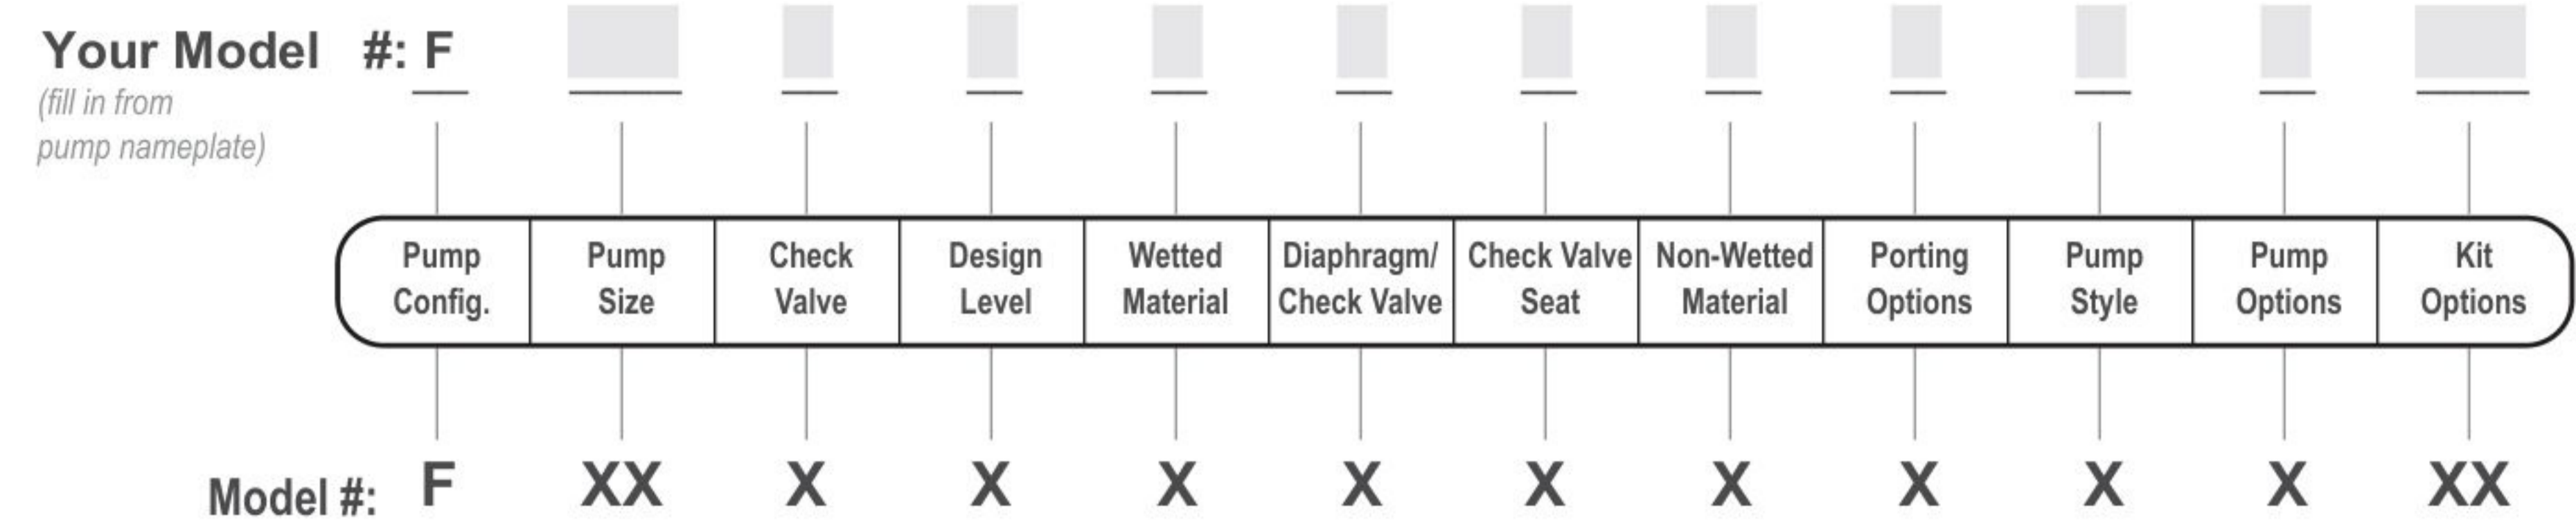 Your Model #: F
(fill in from
pump nameplate)
Pump Config.
Pump Size
Check Valve
Design Level
Wetted Material
Diaphragm/ Check Valve
Check Valve Seat
Non-Wetted Material
Porting Options
Pump Style
Pump Options
Kit Options
Model #: F XX X X X X X X X X X XX